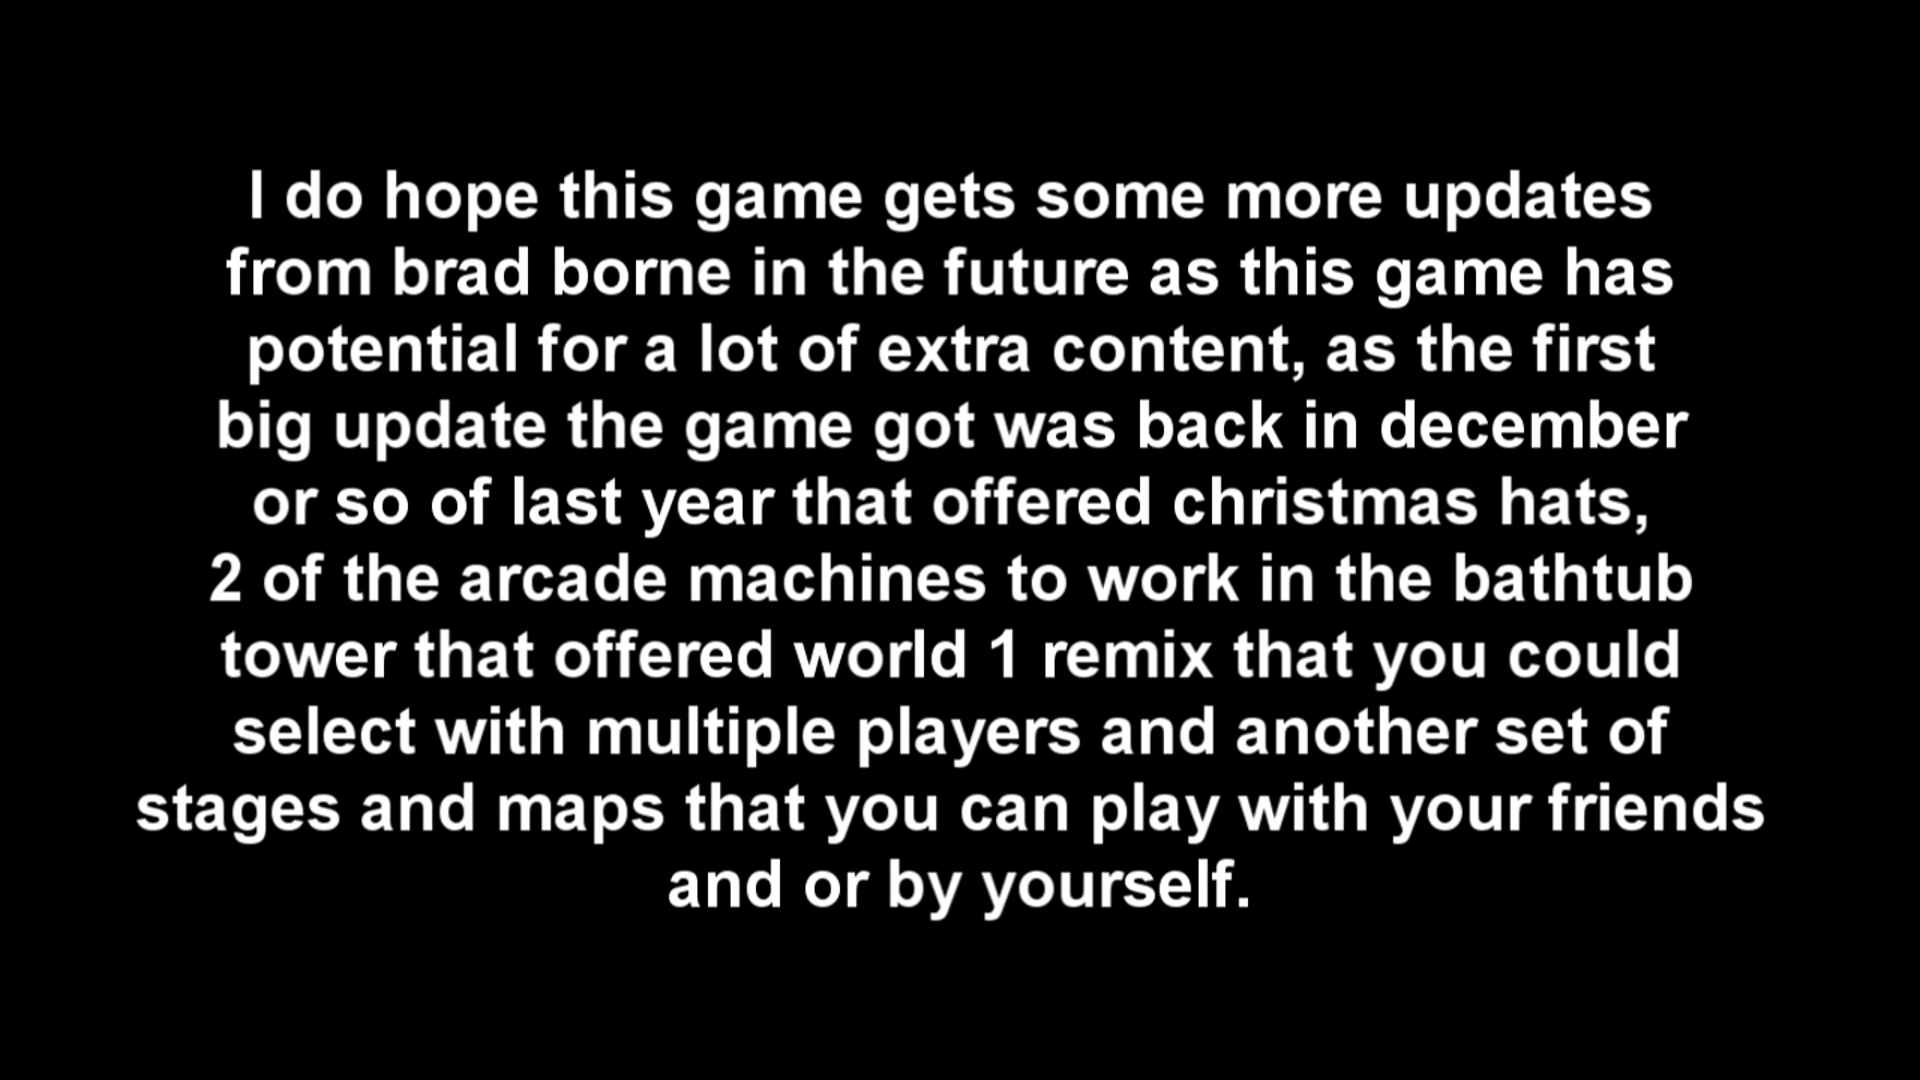 I do hope this game gets some more updates
from brad borne in the future as this game has
potential for a lot of extra content, as the first
big update the game got was back in december
or so of last year that offered christmas hats,
2 of the arcade machines to work in the bathtub
tower that offered world 1 remix that you could
select with multiple players and another set of
stages and maps that you can play with your friends
and or by yourself.